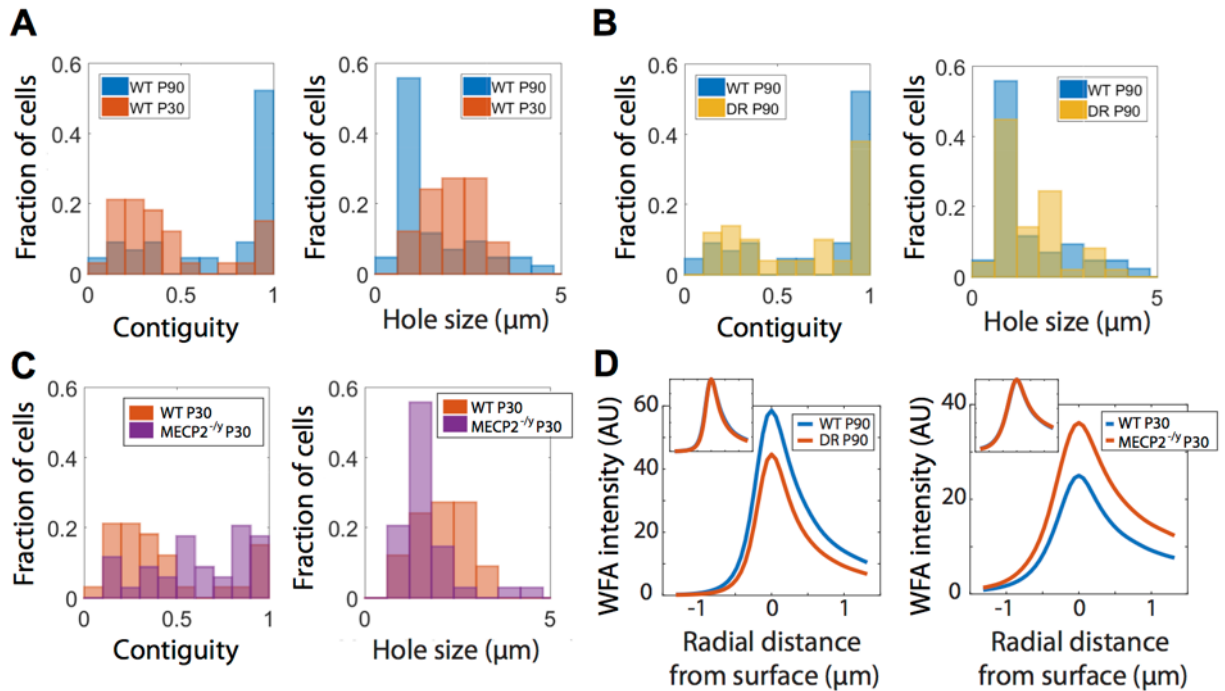 A
Fraction of cells
0.6
0.4
0.2
0
WT P90
WT P30
0
0.5
1
Contiguity
Fraction of cells
0.6
0.4
0.2
0
WT P90
WT P30
0
5
Hole size (μm)
B
Fraction of cells
0.6
0.4
0.2
0
WT P90
DR P90
0
0.5
1
Contiguity
Fraction of cells
0.6
0.4
0.2
0
WT P90
DR P90
0
5
Hole size (μm)
C
Fraction of cells
0.6
0.4
0.2
0
WT P30
MECP2-/y P30
0
0.5
1
Contiguity
Fraction of cells
0.6
0.4
0.2
0
WT P30
MECP2-/y P30
0
5
Hole size (μm)
D
WFA intensity (AU)
60
40
20
0
WT P90
DR P90
-1
0
1
Radial distance
from surface (μm)
WFA intensity (AU)
40
20
0
WT P30
MECP2-/y P30
-1
0
1
Radial distance
from surface (μm)